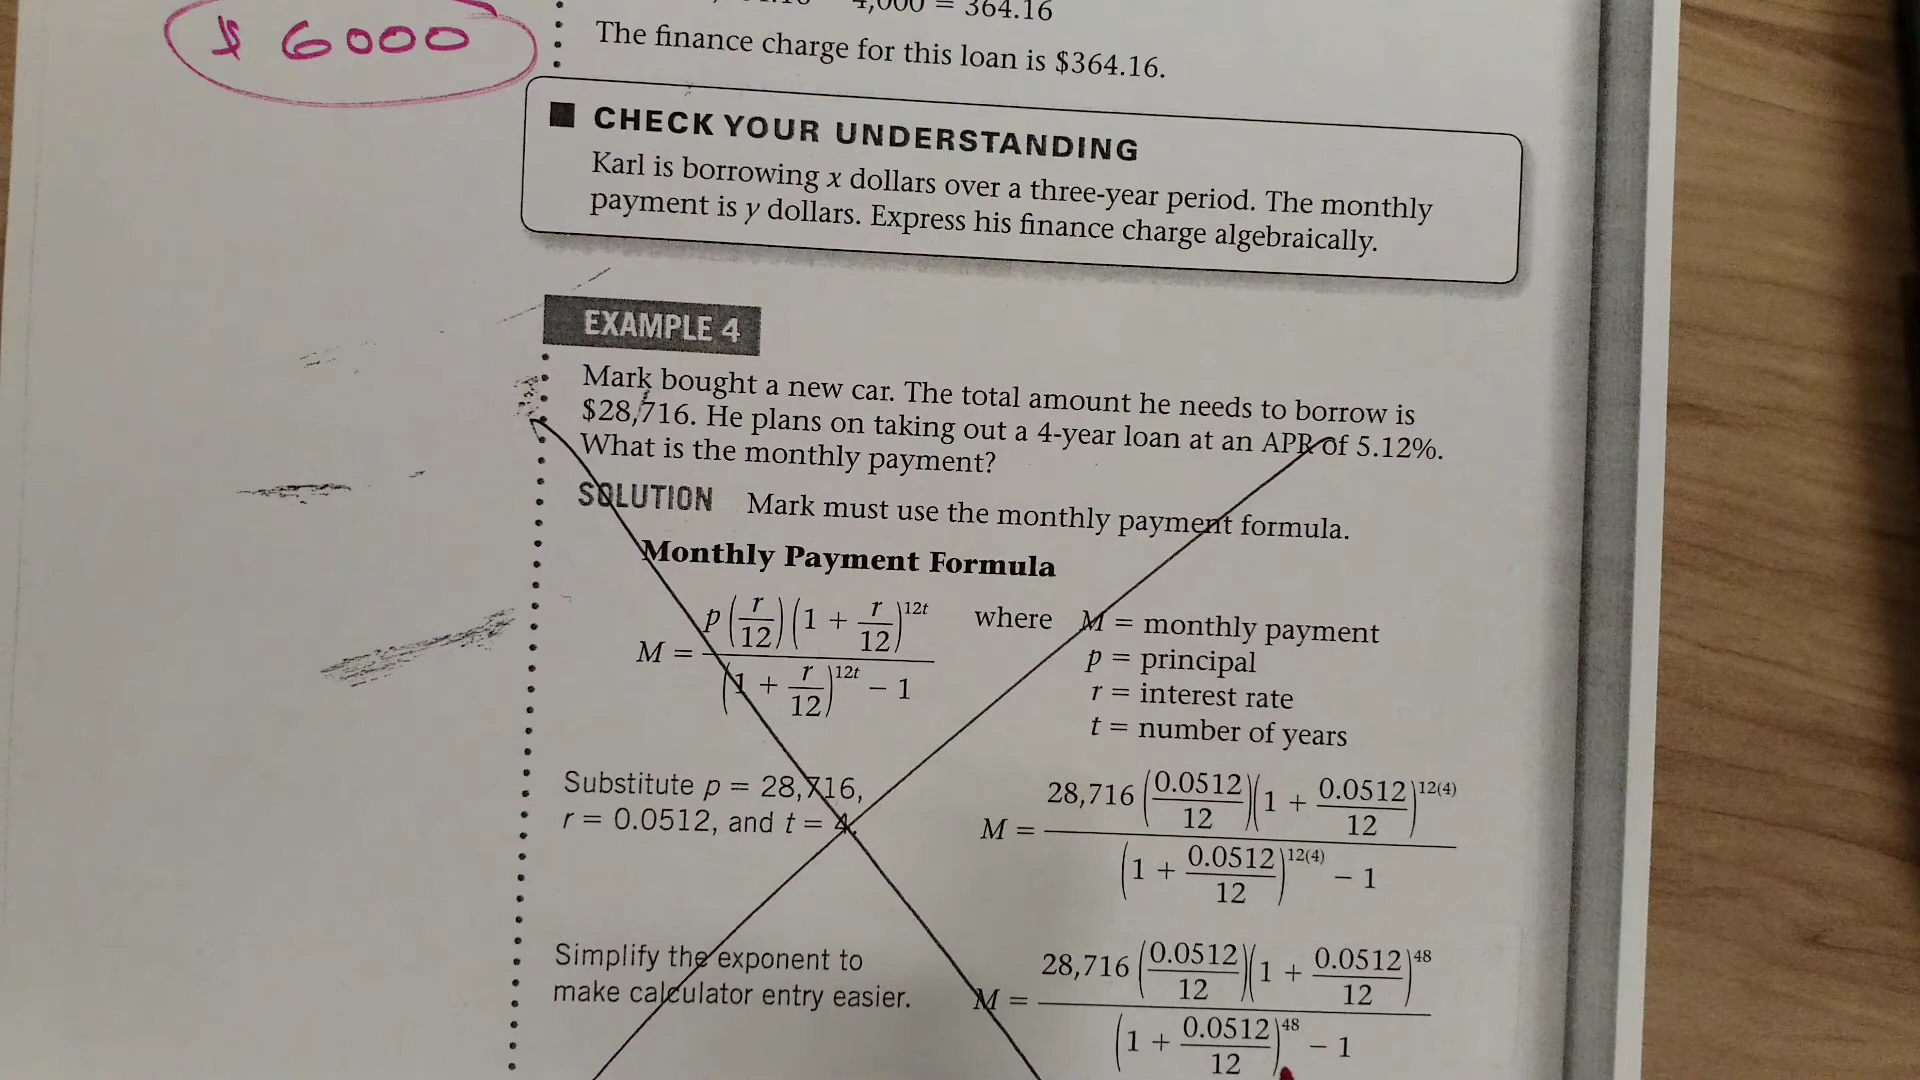 $ 6000
4,000 = 364.16
The finance charge for this loan is $364.16.
CHECK YOUR UNDERSTANDING
Karl is borrowing x dollars over a three-year period. The monthly
payment is y dollars. Express his finance charge algebraically.
EXAMPLE 4
Mark bought a new car. The total amount he needs to borrow is
$28,716. He plans on taking out a 4-year loan at an APR of 5.12%.
What is the monthly payment?
SOLUTION Mark must use the monthly payment formula.
Monthly Payment Formula
M = p(r/12)(1 + r/12)^12t / (1 + r/12)^12t − 1 where M = monthly payment
p = principal
r = interest rate
t = number of years
Substitute p = 28,716,
r = 0.0512, and t = 4.
M = 28,716(0.0512/12)(1 + 0.0512/12)^12(4) / (1 + 0.0512/12)^12(4) − 1
Simplify the exponent to
make calculator entry easier.
M = 28,716(0.0512/12)(1 + 0.0512/12)^48 / (1 + 0.0512/12)^48 − 1